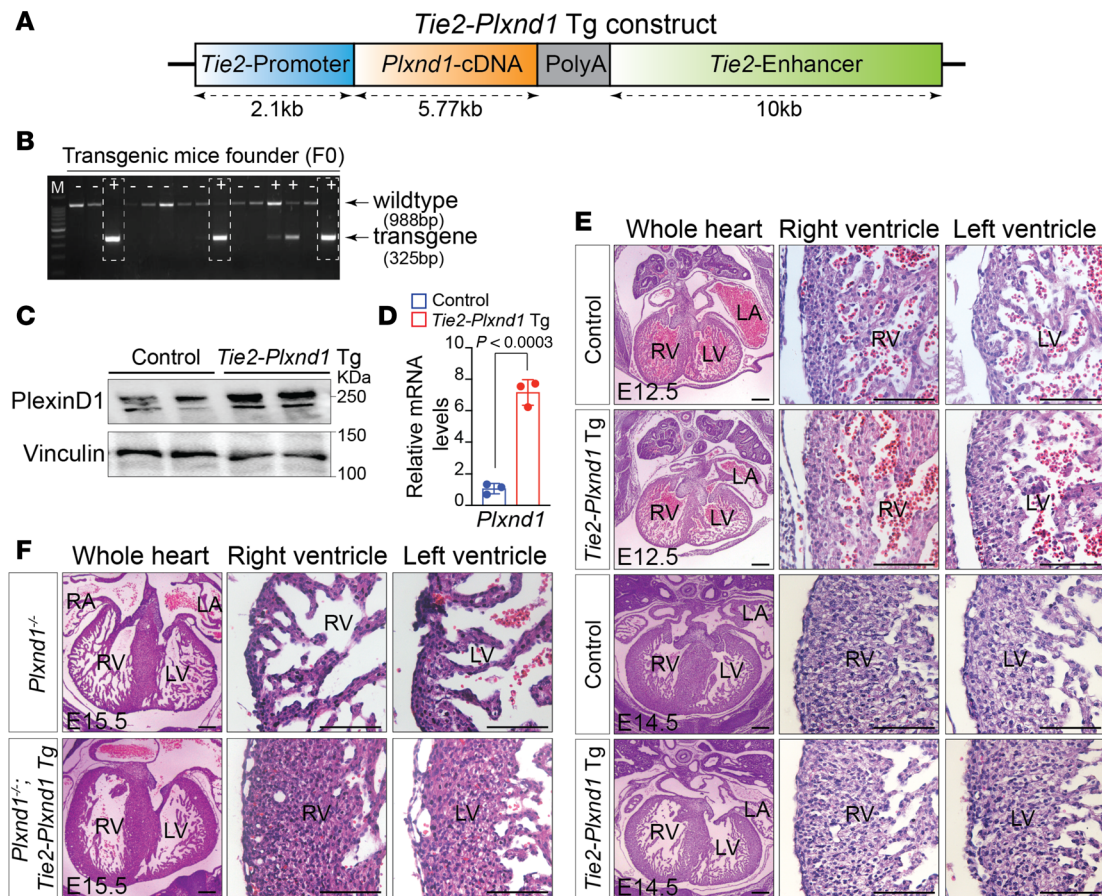 A
Tie2-Plxnd1 Tg construct
Tie2-Promoter
Plxnd1-cDNA
PolyA
Tie2-Enhancer
2.1kb
5.77kb
10kb
B
Transgenic mice founder (F0)
M - - + - - - - - + - - + + - +
wildtype
(988bp)
transgene
(325bp)
C
Control
Tie2-Plxnd1 Tg
KDa
PlexinD1
250
Vinculin
150
100
D
Control
Tie2-Plxnd1 Tg
P < 0.0003
Relative mRNA
levels
10
8
6
4
2
0
Plxnd1
E
Whole heart
Right ventricle
Left ventricle
Control
LA
RV
LV
E12.5
RV
LV
Tie2-Plxnd1 Tg
LA
RV
LV
E12.5
RV
LV
Control
LA
RV
LV
E14.5
RV
LV
Tie2-Plxnd1 Tg
LA
RV
LV
E14.5
RV
LV
F
Whole heart
Right ventricle
Left ventricle
Plxnd1-/-
RA
LA
RV
LV
E15.5
RV
LV
Plxnd1-/-;
Tie2-Plxnd1 Tg
RV
LV
E15.5
RV
LV